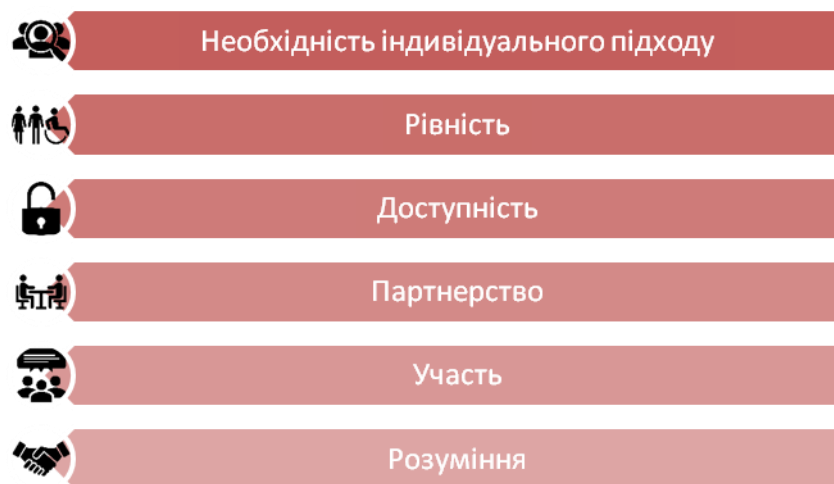 Необхідність індивідуального підходу
Рівність
Доступність
Партнерство
Участь
Розуміння